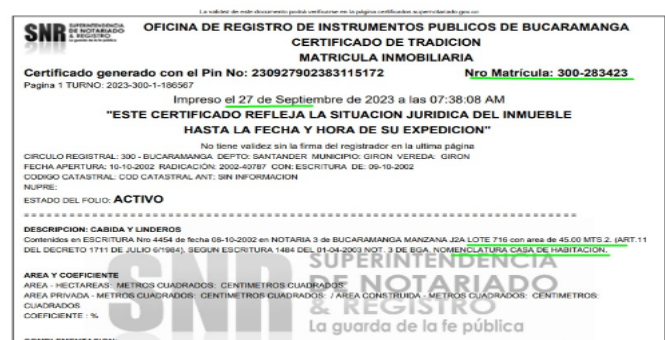 La validez de este documento podrá verificarse en la página certificados.supernotariado.gov.co
SNR SUPERINTENDENCIA DE NOTARIADO & REGISTRO La guarda de la fe pública
OFICINA DE REGISTRO DE INSTRUMENTOS PUBLICOS DE BUCARAMANGA
CERTIFICADO DE TRADICION
MATRICULA INMOBILIARIA
Certificado generado con el Pin No: 230927902383115172 Nro Matrícula: 300-283423
Pagina 1 TURNO: 2023-300-1-186567
Impreso el 27 de Septiembre de 2023 a las 07:38:08 AM
"ESTE CERTIFICADO REFLEJA LA SITUACION JURIDICA DEL INMUEBLE
HASTA LA FECHA Y HORA DE SU EXPEDICION"
No tiene validez sin la firma del registrador en la ultima página
CIRCULO REGISTRAL: 300 - BUCARAMANGA DEPTO: SANTANDER MUNICIPIO: GIRON VEREDA: GIRON
FECHA APERTURA: 10-10-2002 RADICACIÓN: 2002-40787 CON: ESCRITURA DE: 09-10-2002
CODIGO CATASTRAL: COD CATASTRAL ANT: SIN INFORMACION
NUPRE:
ESTADO DEL FOLIO: ACTIVO
DESCRIPCION: CABIDA Y LINDEROS
Contenidos en ESCRITURA Nro 4454 de fecha 08-10-2002 en NOTARIA 3 de BUCARAMANGA MANZANA J2A LOTE 716 con area de 45.00 MTS.2. (ART.11
DEL DECRETO 1711 DE JULIO 6/1984). SEGUN ESCRITURA 1484 DEL 01-04-2003 NOT. 3 DE BGA. NOMENCLATURA CASA DE HABITACION.
AREA Y COEFICIENTE
AREA - HECTAREAS: METROS CUADRADOS: CENTIMETROS CUADRADOS:
AREA PRIVADA - METROS CUADRADOS: CENTIMETROS CUADRADOS: / AREA CONSTRUIDA - METROS CUADRADOS: CENTIMETROS:
CUADRADOS
COEFICIENTE : %
SNR SUPERINTENDENCIA
DE NOTARIADO
& REGISTRO
La guarda de la fe pública